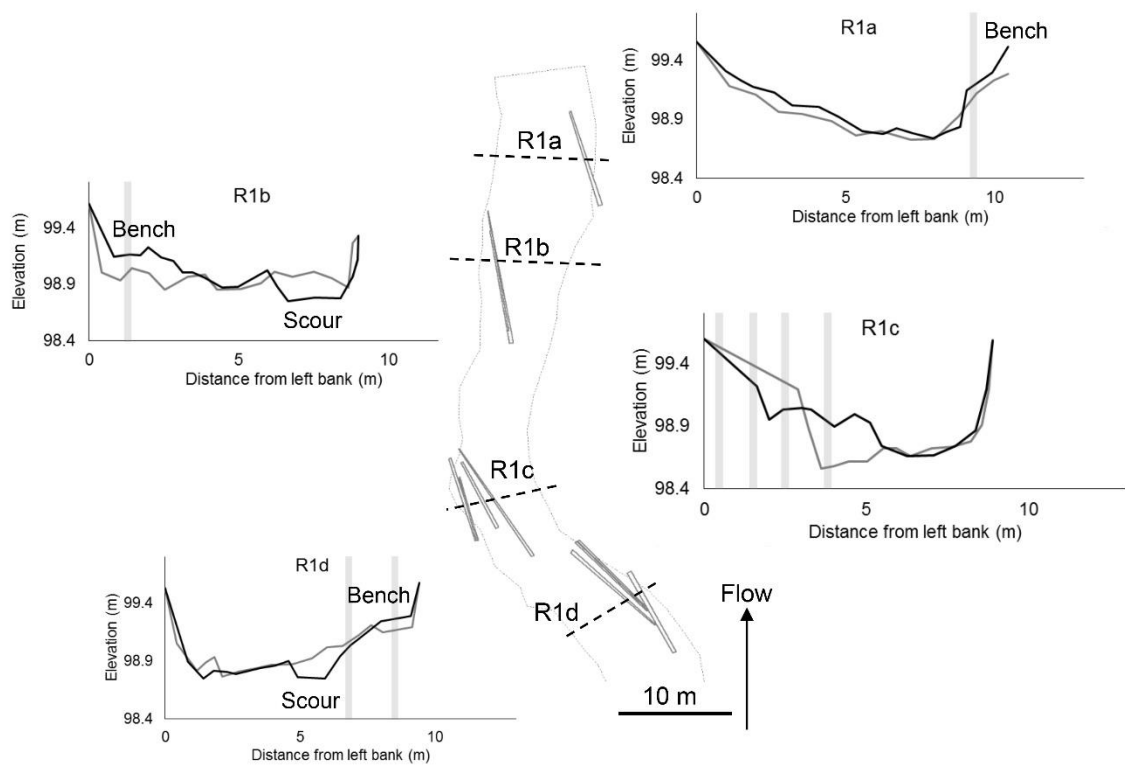 R1a
Bench
Elevation (m)
99.4
98.9
98.4
0
5
10
Distance from left bank (m)
R1b
Bench
Scour
Elevation (m)
99.4
98.9
98.4
0
5
10
Distance from left bank (m)
R1a
R1b
R1c
R1d
R1c
Elevation (m)
99.4
98.9
98.4
0
5
10
Distance from left bank (m)
R1d
Bench
Scour
Elevation (m)
99.4
98.9
98.4
0
5
10
Distance from left bank (m)
Flow
10 m